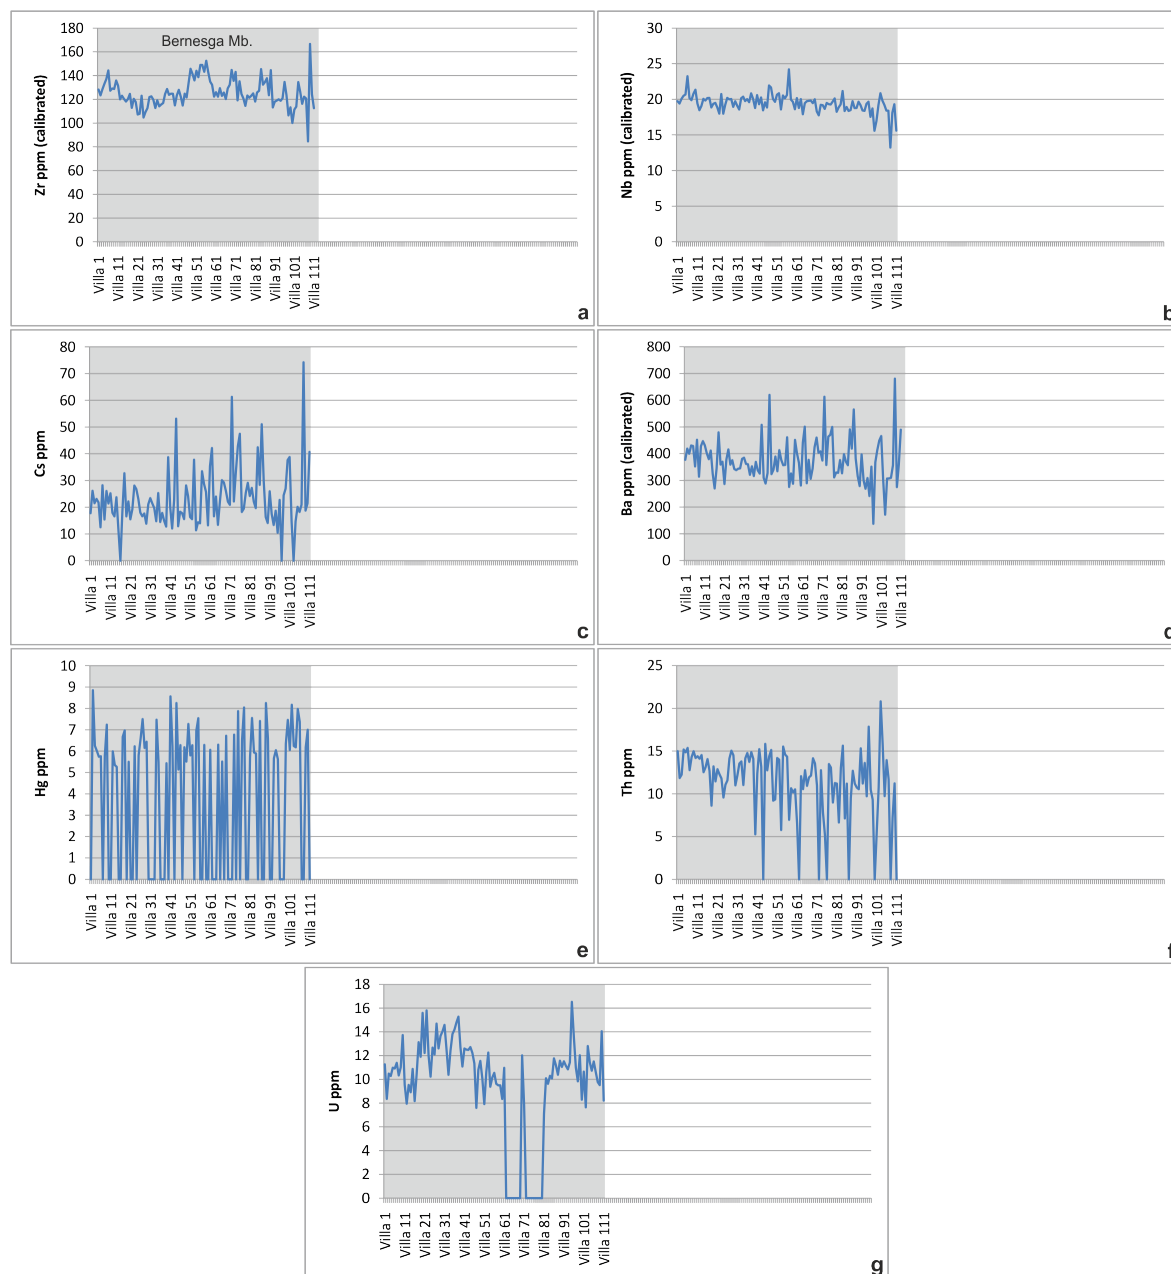 Bernesga Mb.
Zr ppm (calibrated)
180
160
140
120
100
80
60
40
20
0
Villa 1
Villa 11
Villa 21
Villa 31
Villa 41
Villa 51
Villa 61
Villa 71
Villa 81
Villa 91
Villa 101
Villa 111
a
Nb ppm (calibrated)
30
25
20
15
10
5
0
Villa 1
Villa 11
Villa 21
Villa 31
Villa 41
Villa 51
Villa 61
Villa 71
Villa 81
Villa 91
Villa 101
Villa 111
b
Cs ppm
80
70
60
50
40
30
20
10
0
Villa 1
Villa 11
Villa 21
Villa 31
Villa 41
Villa 51
Villa 61
Villa 71
Villa 81
Villa 91
Villa 101
Villa 111
c
Ba ppm (calibrated)
800
700
600
500
400
300
200
100
0
Villa 1
Villa 11
Villa 21
Villa 31
Villa 41
Villa 51
Villa 61
Villa 71
Villa 81
Villa 91
Villa 101
Villa 111
d
Hg ppm
10
9
8
7
6
5
4
3
2
1
0
Villa 1
Villa 11
Villa 21
Villa 31
Villa 41
Villa 51
Villa 61
Villa 71
Villa 81
Villa 91
Villa 101
Villa 111
e
Th ppm
25
20
15
10
5
0
Villa 1
Villa 11
Villa 21
Villa 31
Villa 41
Villa 51
Villa 61
Villa 71
Villa 81
Villa 91
Villa 101
Villa 111
f
U ppm
18
16
14
12
10
8
6
4
2
0
Villa 1
Villa 11
Villa 21
Villa 31
Villa 41
Villa 51
Villa 61
Villa 71
Villa 81
Villa 91
Villa 101
Villa 111
g